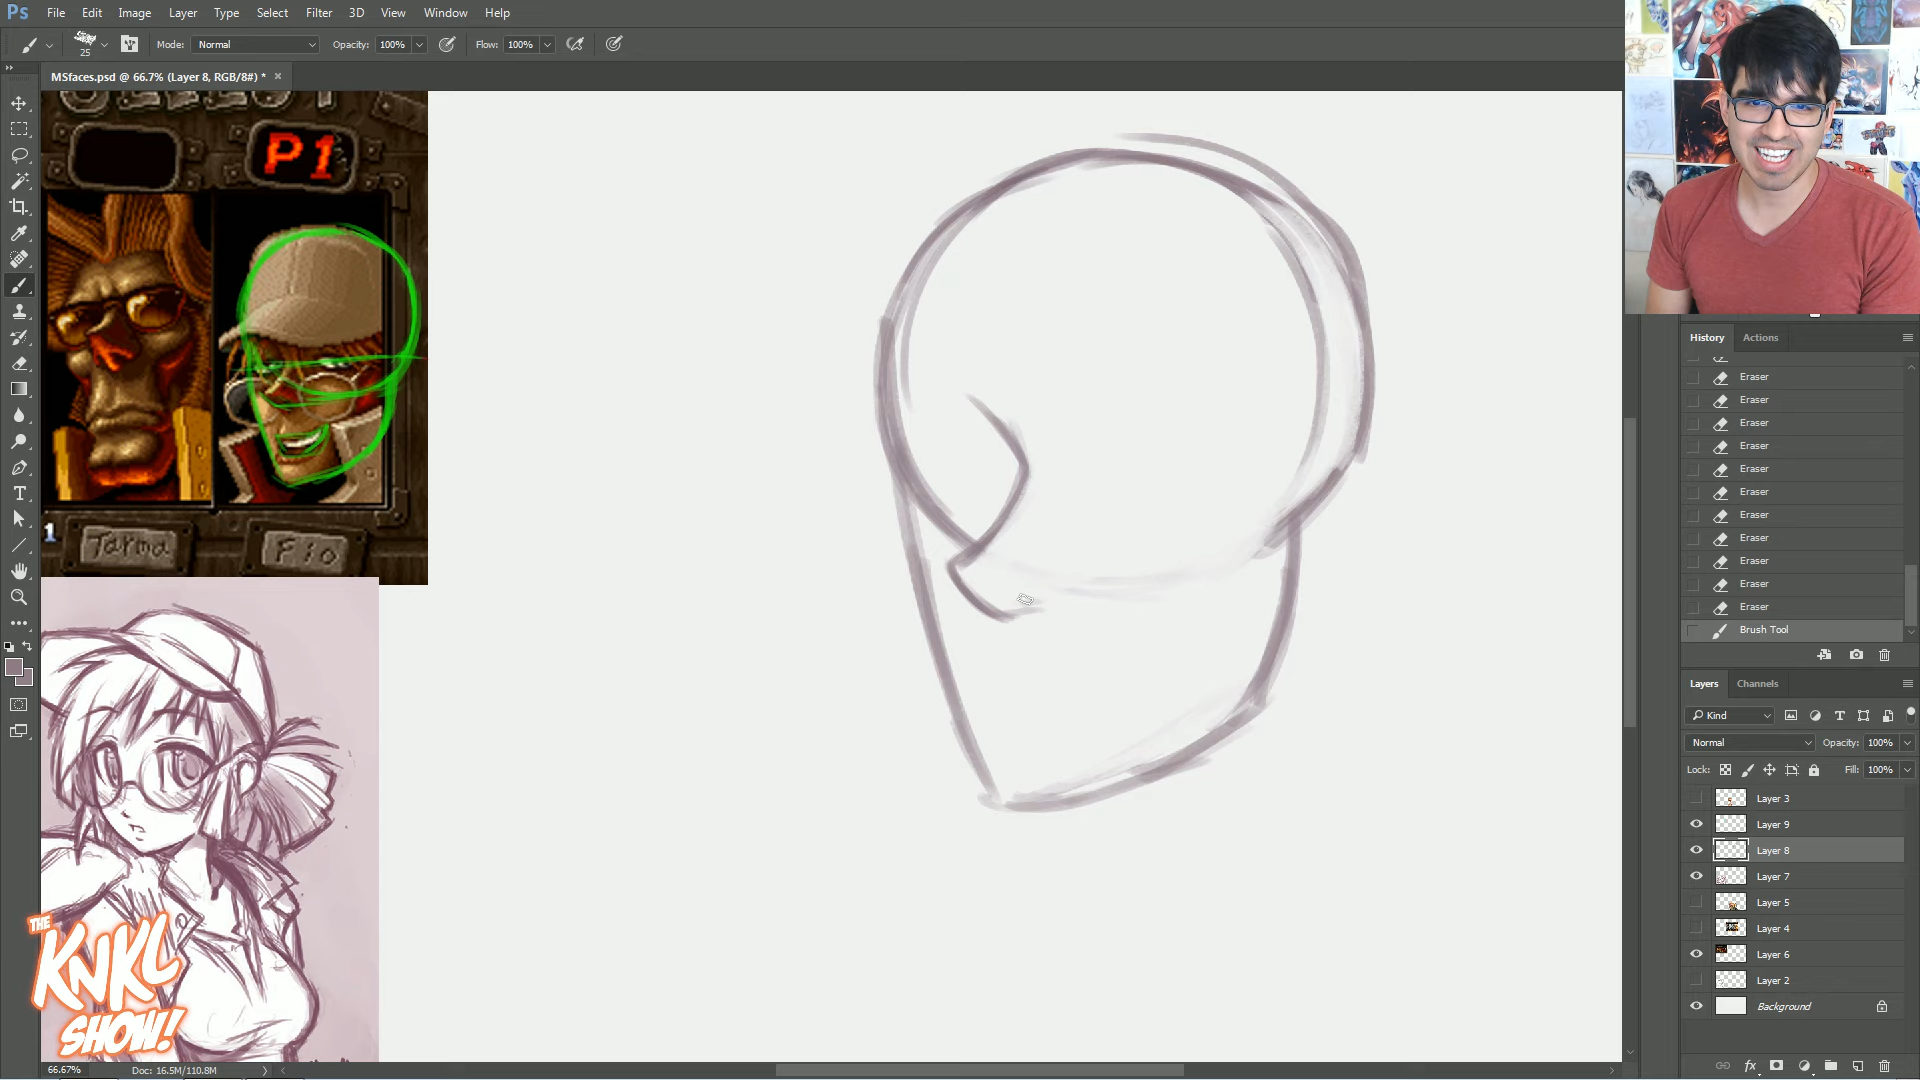 Ps File Edit Image Layer Type Select Filter 3D View Window Help
25 Mode: Normal Opacity: 100% Flow: 100%
MSfaces.psd @ 66.7% (Layer 8, RGB/8#) * ×
P1
1
Tarma Fio
THE
KNKL
SHOW!
66.67% Doc: 16.5M/110.8M
History Actions
Eraser
Eraser
Eraser
Eraser
Eraser
Eraser
Eraser
Eraser
Eraser
Eraser
Eraser
Brush Tool
Layers Channels
Kind
Normal Opacity: 100%
Lock: Fill: 100%
Layer 3
Layer 9
Layer 8
Layer 7
Layer 5
Layer 4
Layer 6
Layer 2
Background